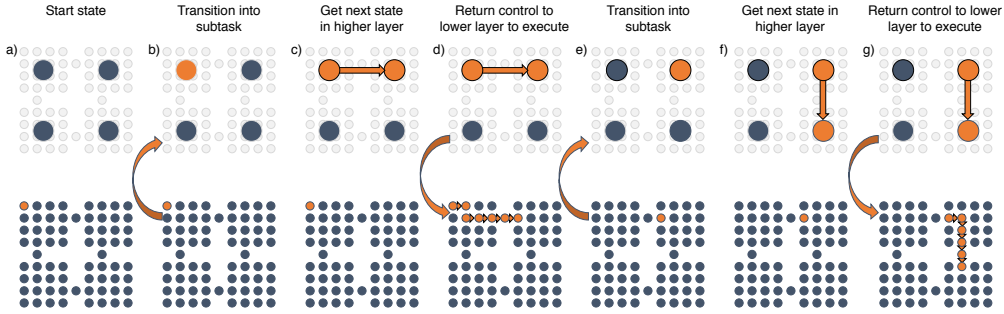 Start state
Transition into
subtask
Get next state
in higher layer
Return control to
lower layer to execute
Transition into
subtask
Get next state in
higher layer
Return control to lower
layer to execute
a)
b)
c)
d)
e)
f)
g)